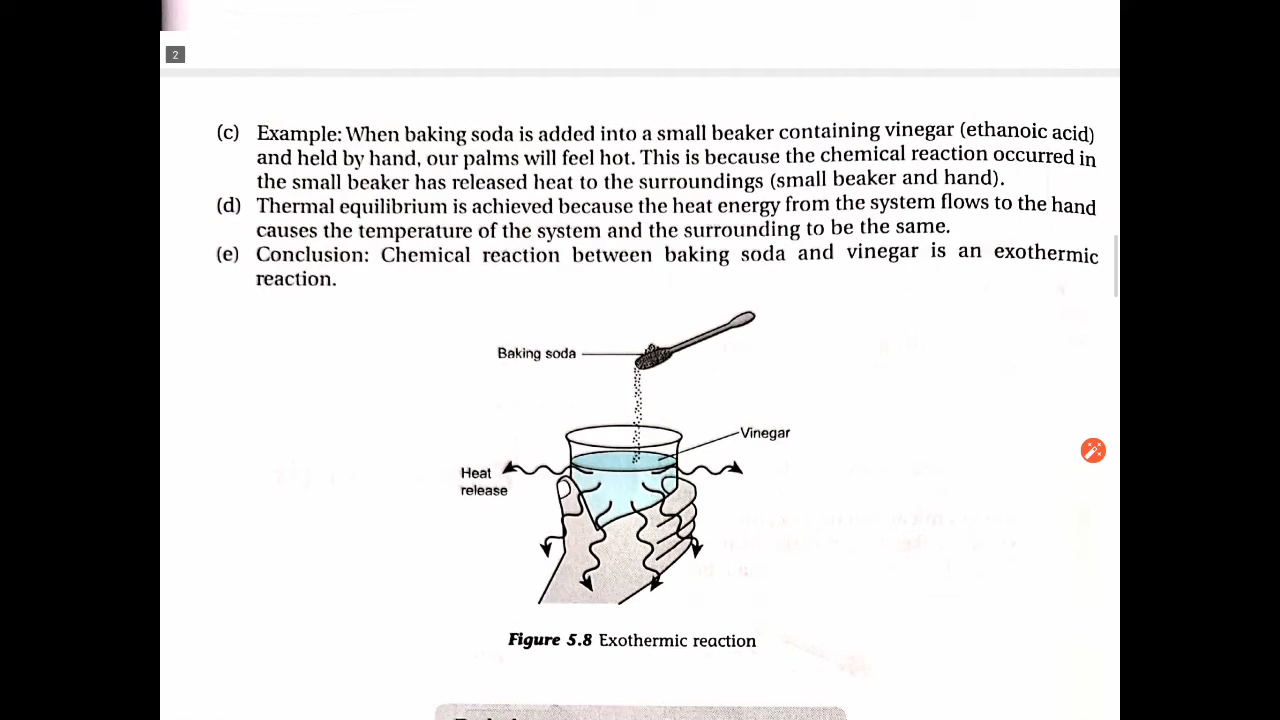 2
(c) Example: When baking soda is added into a small beaker containing vinegar (ethanoic acid)
and held by hand, our palms will feel hot. This is because the chemical reaction occurred in
the small beaker has released heat to the surroundings (small beaker and hand).
(d) Thermal equilibrium is achieved because the heat energy from the system flows to the hand
causes the temperature of the system and the surrounding to be the same.
(e) Conclusion: Chemical reaction between baking soda and vinegar is an exothermic
reaction.
Baking soda
Vinegar
Heat
release
Figure 5.8 Exothermic reaction